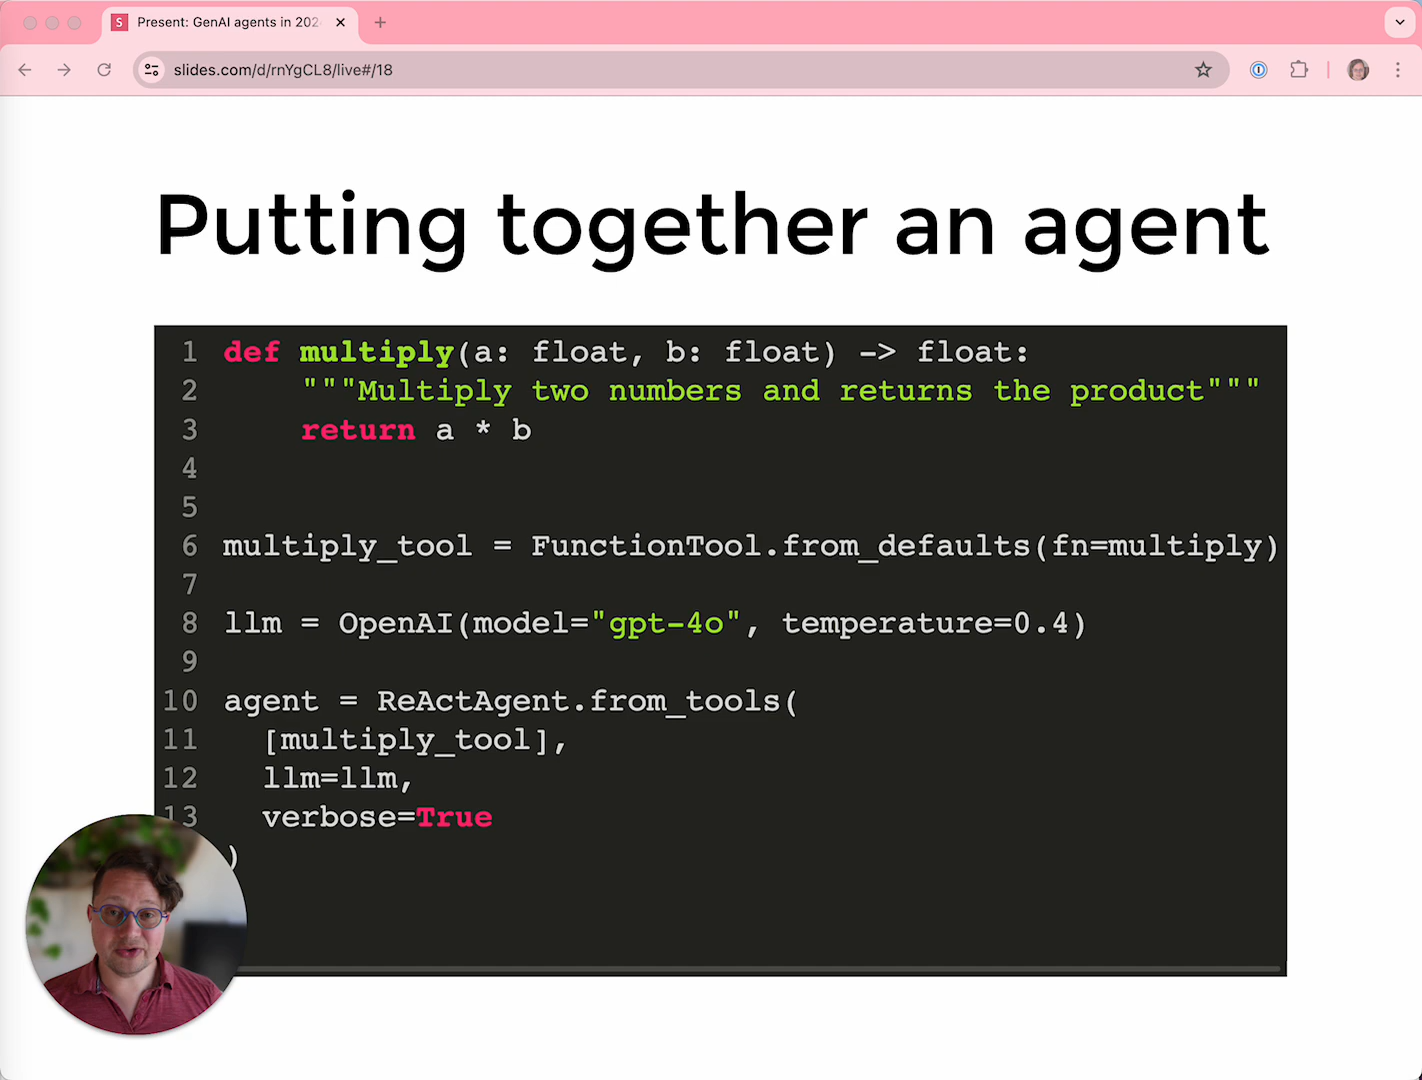 S Present: GenAI agents in 202
slides.com/d/rnYgCL8/live#/18
Putting together an agent
1 def multiply(a: float, b: float) -> float:
2 """Multiply two numbers and returns the product"""
3 return a * b
4
5
6 multiply_tool = FunctionTool.from_defaults(fn=multiply)
7
8 llm = OpenAI(model="gpt-4o", temperature=0.4)
9
10 agent = ReActAgent.from_tools(
11 [multiply_tool],
12 llm=llm,
13 verbose=True
)